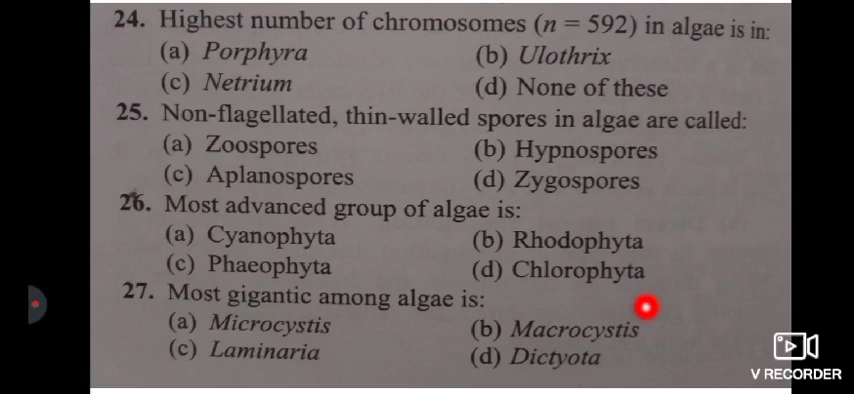 24. Highest number of chromosomes (n = 592) in algae is in:
(a) Porphyra (b) Ulothrix
(c) Netrium (d) None of these
25. Non-flagellated, thin-walled spores in algae are called:
(a) Zoospores (b) Hypnospores
(c) Aplanospores (d) Zygospores
26. Most advanced group of algae is:
(a) Cyanophyta (b) Rhodophyta
(c) Phaeophyta (d) Chlorophyta
27. Most gigantic among algae is:
(a) Microcystis (b) Macrocystis
(c) Laminaria (d) Dictyota
V RECORDER